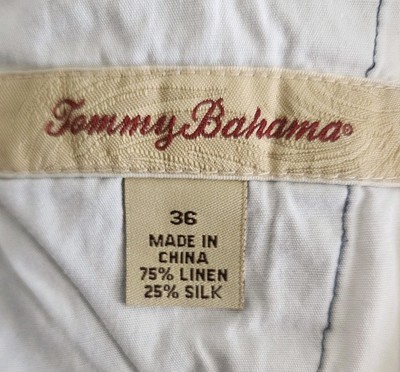 Tommy Bahama®
36
MADE IN
CHINA
75% LINEN
25% SILK